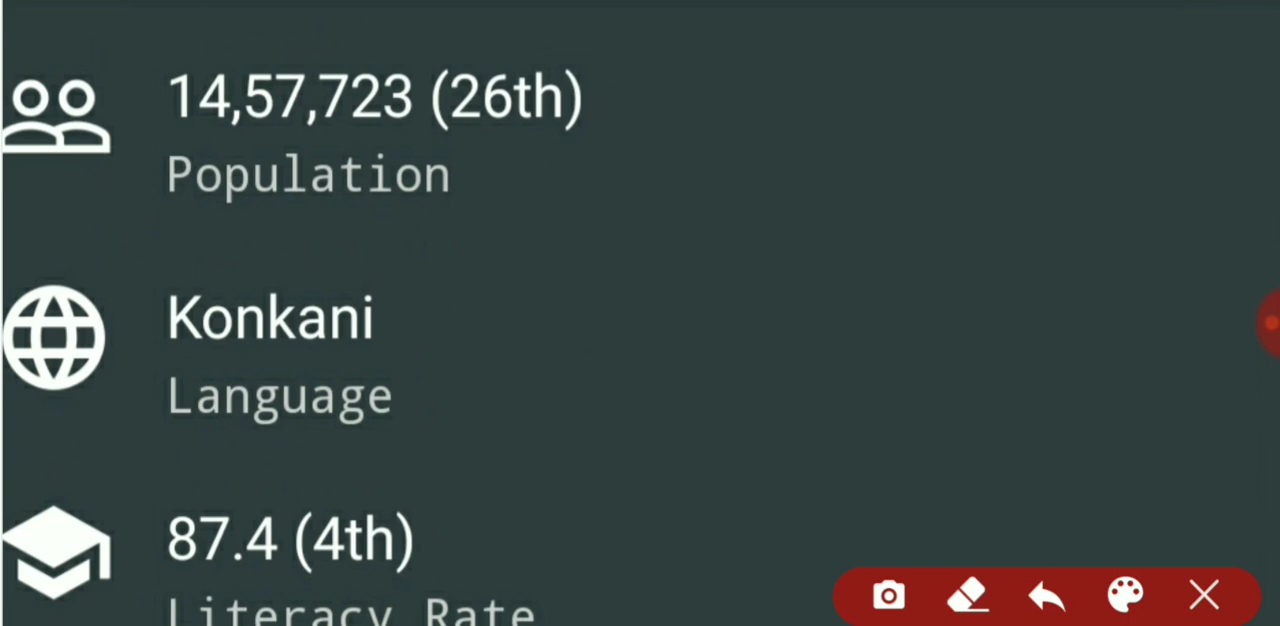 14,57,723 (26th)
Population
Konkani
Language
87.4 (4th)
Literacy Rate